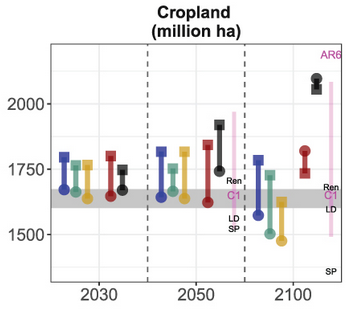 Cropland
(million ha)
AR6
2000
1750
Ren
C1
LD
SP
Ren
C1
LD
1500
SP
2030
2050
2100